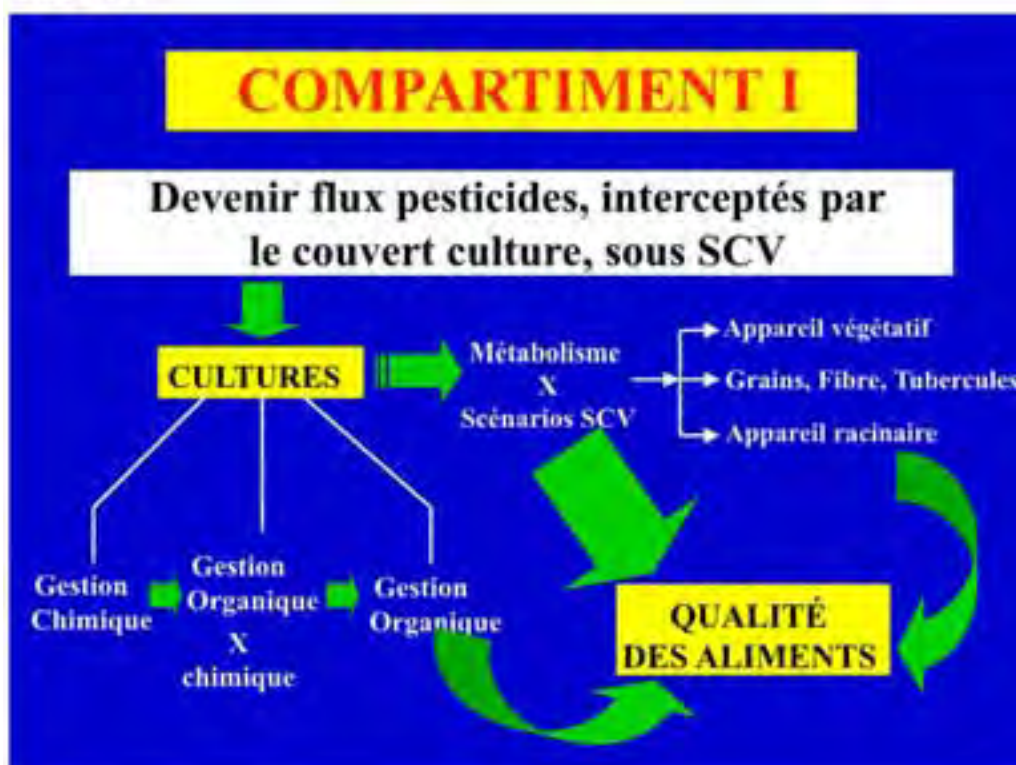 COMPARTIMENT I
Devenir flux pesticides, interceptés par
le couvert culture, sous SCV
CULTURES
Métabolisme
X
Scénarios SCV
Appareil végétatif
Grains, Fibre, Tubercules
Appareil racinaire
Gestion
Chimique
Gestion
Organique
X
chimique
Gestion
Organique
QUALITÉ
DES ALIMENTS